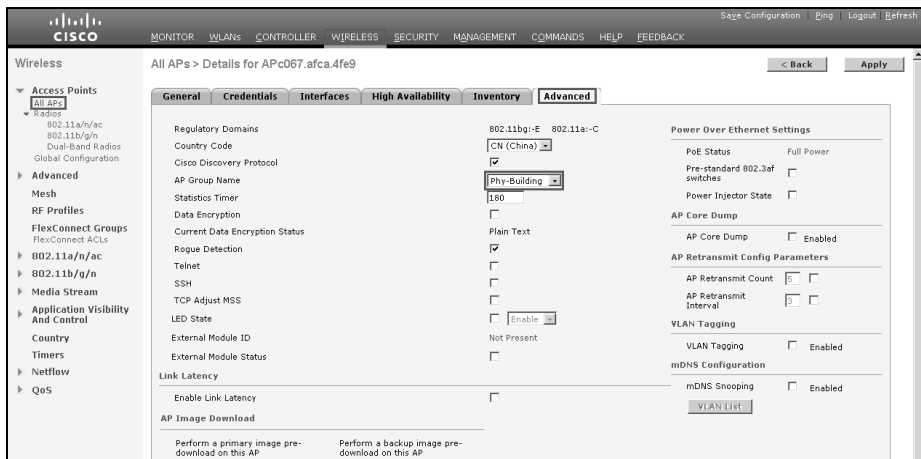 Save Configuration | Ping | Logout | Refresh
CISCO
MONITOR WLANs CONTROLLER WIRELESS SECURITY MANAGEMENT COMMANDS HELP FEEDBACK
Wireless
Access Points
All APs
Radios
802.11a/n/ac
802.11b/g/n
Dual-Band Radios
Global Configuration
Advanced
Mesh
RF Profiles
FlexConnect Groups
FlexConnect ACLs
802.11a/n/ac
802.11b/g/n
Media Stream
Application Visibility
And Control
Country
Timers
Netflow
QoS
All APs > Details for APc067.afca.4fe9
< Back Apply
General Credentials Interfaces High Availability Inventory Advanced
Regulatory Domains 802.11bg:-E 802.11a:-C
Country Code CN (China)
Cisco Discovery Protocol
AP Group Name Phy-Building
Statistics Timer 180
Data Encryption
Current Data Encryption Status Plain Text
Rogue Detection
Telnet
SSH
TCP Adjust MSS
LED State Enable
External Module ID Not Present
External Module Status
Link Latency
Enable Link Latency
AP Image Download
Perform a primary image pre-
download on this AP
Perform a backup image pre-
download on this AP
Power Over Ethernet Settings
PoE Status Full Power
Pre-standard 802.3af
switches
Power Injector State
AP Core Dump
AP Core Dump Enabled
AP Retransmit Config Parameters
AP Retransmit Count 5
AP Retransmit
Interval 3
VLAN Tagging
VLAN Tagging Enabled
mDNS Configuration
mDNS Snooping Enabled
VLAN List